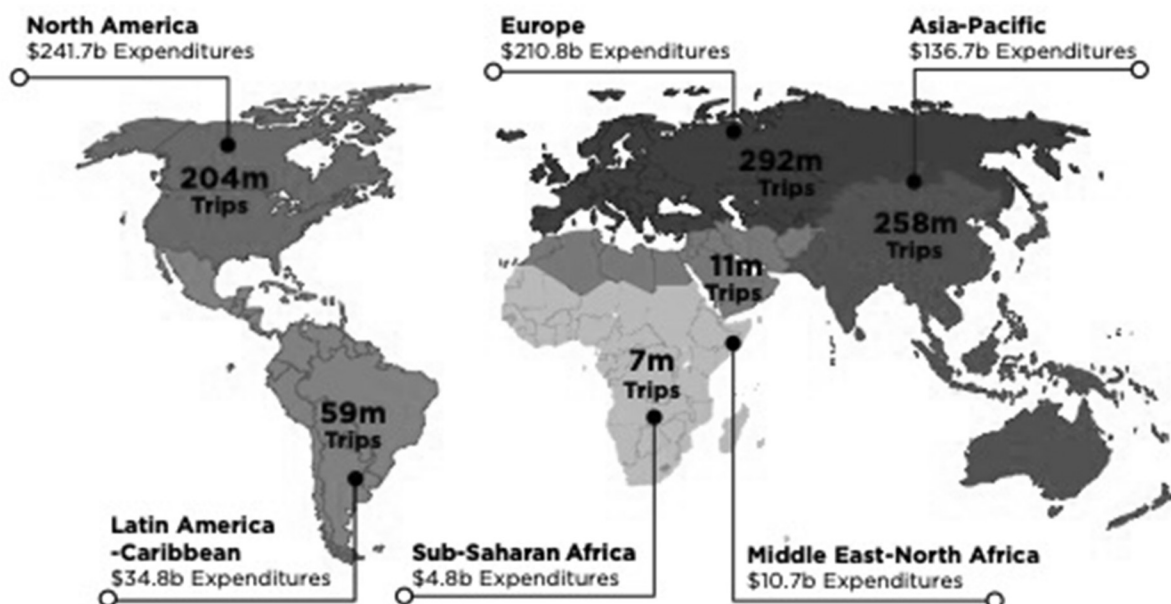 North America
$241.7b Expenditures
Europe
$210.8b Expenditures
Asia-Pacific
$136.7b Expenditures
204m
Trips
292m
Trips
258m
Trips
11m
Trips
7m
Trips
59m
Trips
Latin America
-Caribbean
$34.8b Expenditures
Sub-Saharan Africa
$4.8b Expenditures
Middle East-North Africa
$10.7b Expenditures